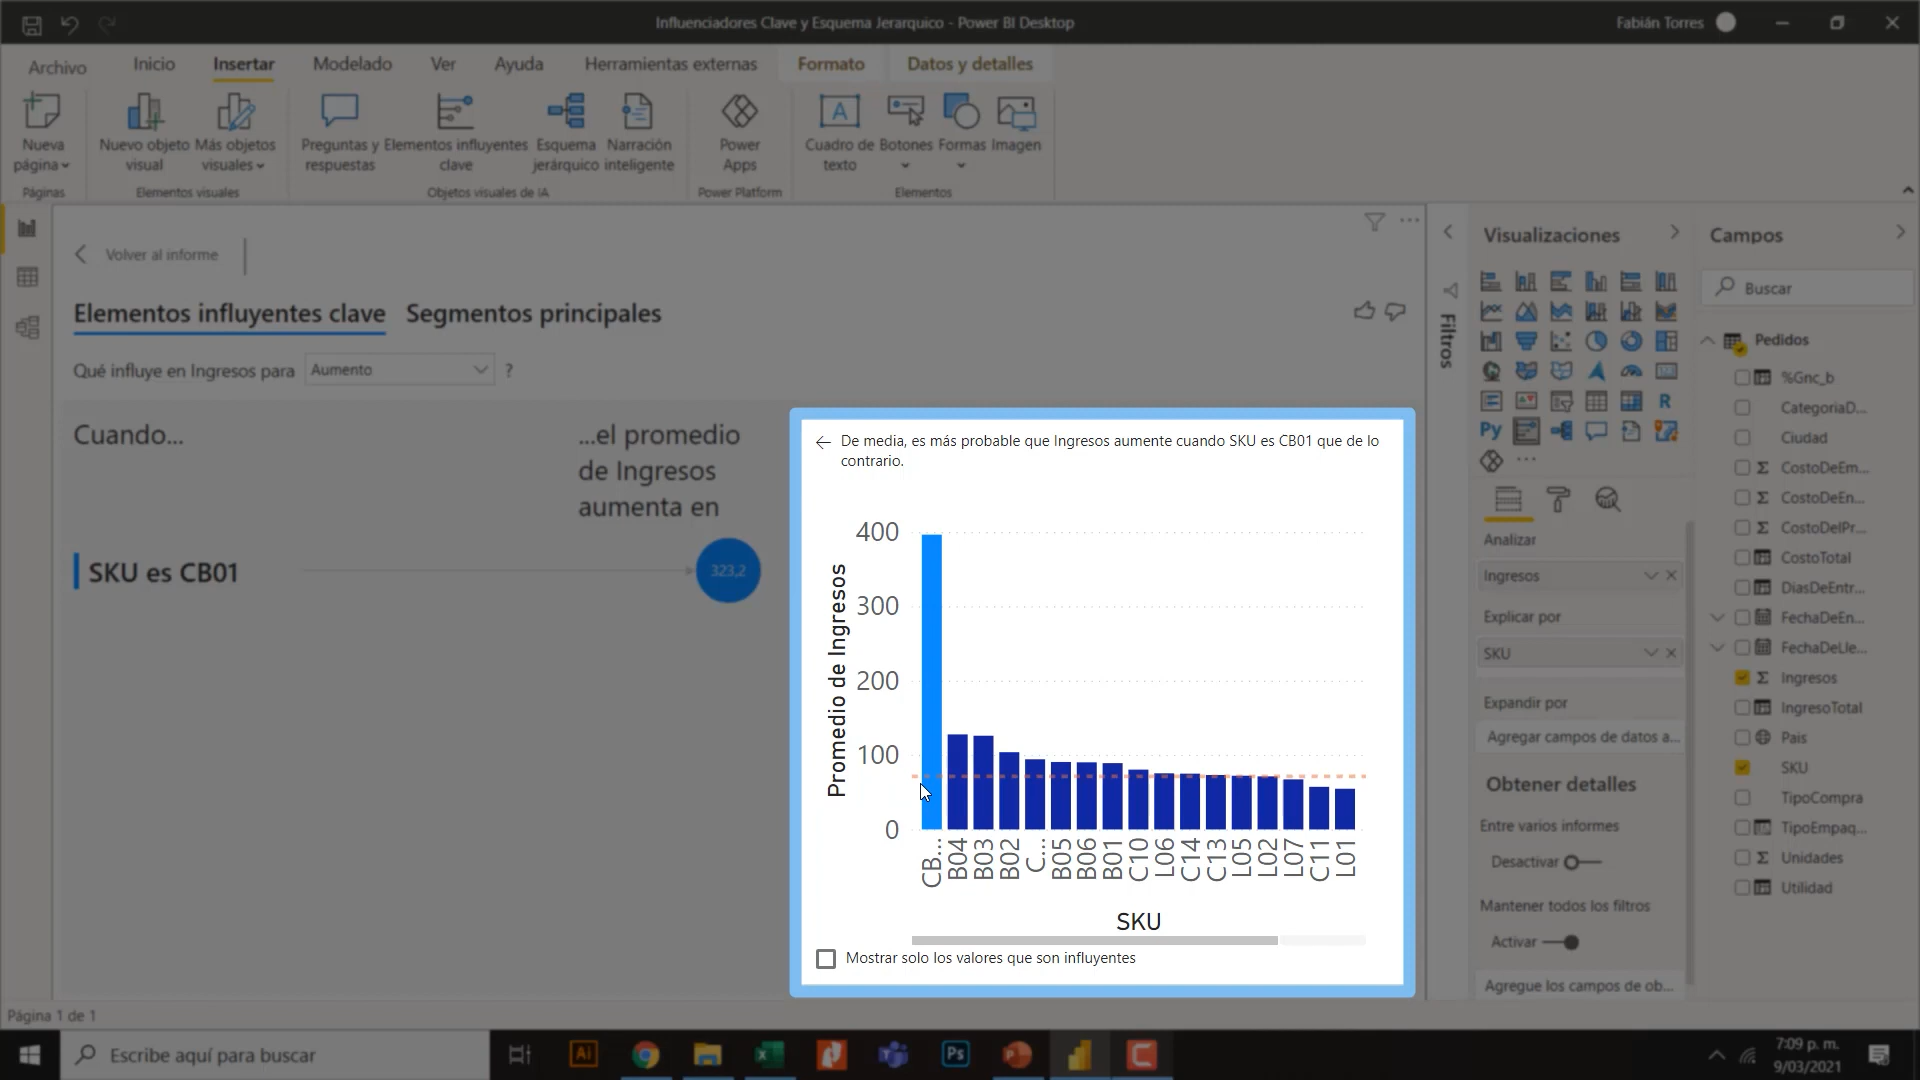 Influenciadores Clave y Esquema Jerarquico - Power BI Desktop
Fabián Torres
Archivo
Inicio
Insertar
Modelado
Ver
Ayuda
Herramientas externas
Formato
Datos y detalles
Nueva
página
Nuevo objeto
visual
Más objetos
visuales
Preguntas y
respuestas
Elementos influyentes
clave
Esquema
jerárquico
Narración
inteligente
Power
Apps
Cuadro de
texto
Botones
Formas
Imagen
Páginas
Elementos visuales
Objetos visuales de IA
Power Platform
Elementos
Volver al informe
Elementos influyentes clave
Segmentos principales
Qué influye en Ingresos para
Aumento
?
Cuando...
...el promedio
de Ingresos
aumenta en
SKU es CB01
323,2
De media, es más probable que Ingresos aumente cuando SKU es CB01 que de lo
contrario.
Promedio de Ingresos
400
300
200
100
0
CB...
B04
B03
B02
C...
B05
B06
B01
C10
L06
C14
C13
L05
L02
L07
C11
L01
SKU
Mostrar solo los valores que son influyentes
Filtros
Visualizaciones
R
Py
...
Analizar
Ingresos
Explicar por
SKU
Expandir por
Agregar campos de datos a...
Obtener detalles
Entre varios informes
Desactivar
Mantener todos los filtros
Activar
Agregue los campos de ob...
Campos
Buscar
Pedidos
%Gnc_b
CategoriaD...
Ciudad
CostoDeEm...
CostoDeEn...
CostoDelPr...
CostoTotal
DiasDeEntr...
FechaDeEn...
FechaDeLle...
Ingresos
IngresoTotal
Pais
SKU
TipoCompra
TipoEmpaq...
Unidades
Utilidad
Página 1 de 1
Escribe aquí para buscar
Ai
Ps
7:09 p. m.
9/03/2021